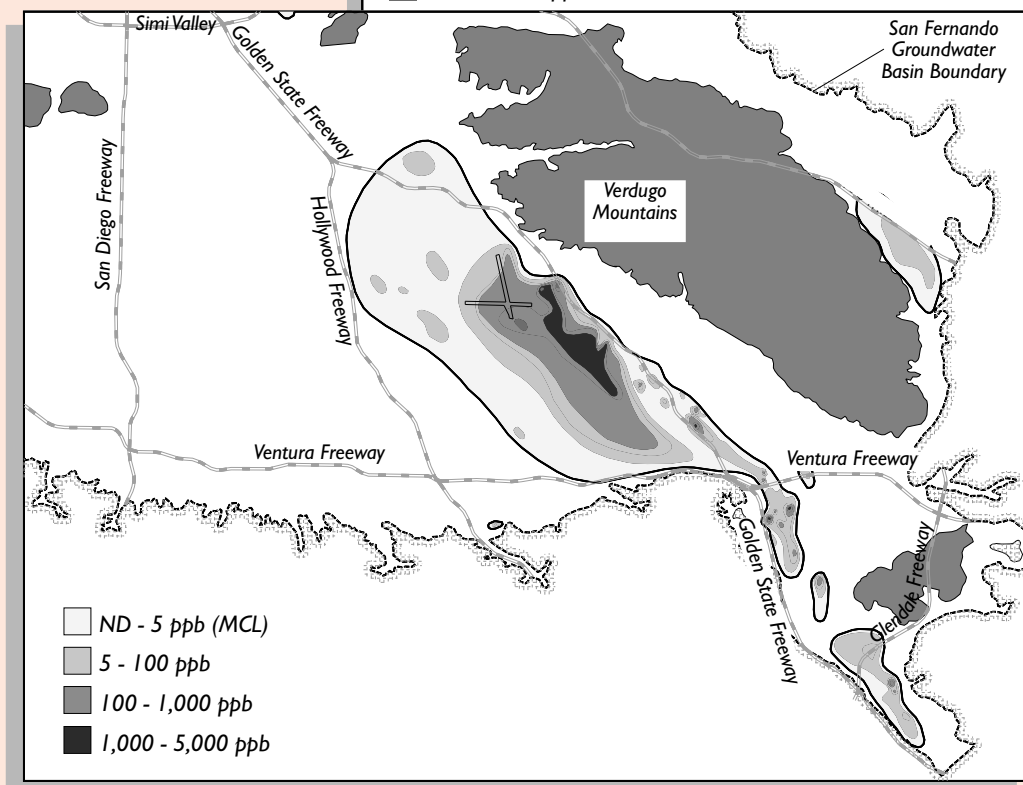 Simi Valley
Golden State Freeway
San Fernando
Groundwater
Basin Boundary
San Diego Freeway
Hollywood Freeway
Verdugo
Mountains
Ventura Freeway
Ventura Freeway
Golden State Freeway
Glendale Freeway
ND - 5 ppb (MCL)
5 - 100 ppb
100 - 1,000 ppb
1,000 - 5,000 ppb